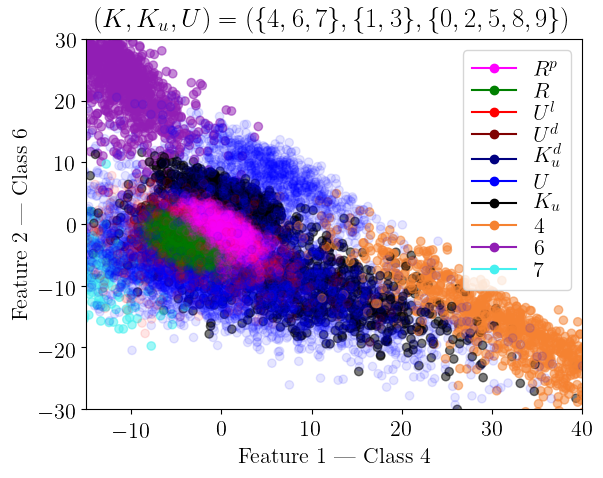 (K, K_u, U) = ({4, 6, 7}, {1, 3}, {0, 2, 5, 8, 9})
30
20
10
0
−10
−20
−30
Feature 2 — Class 6
R^p
R
U^l
U^d
K_u^d
U
K_u
4
6
7
−10 0 10 20 30 40
Feature 1 — Class 4